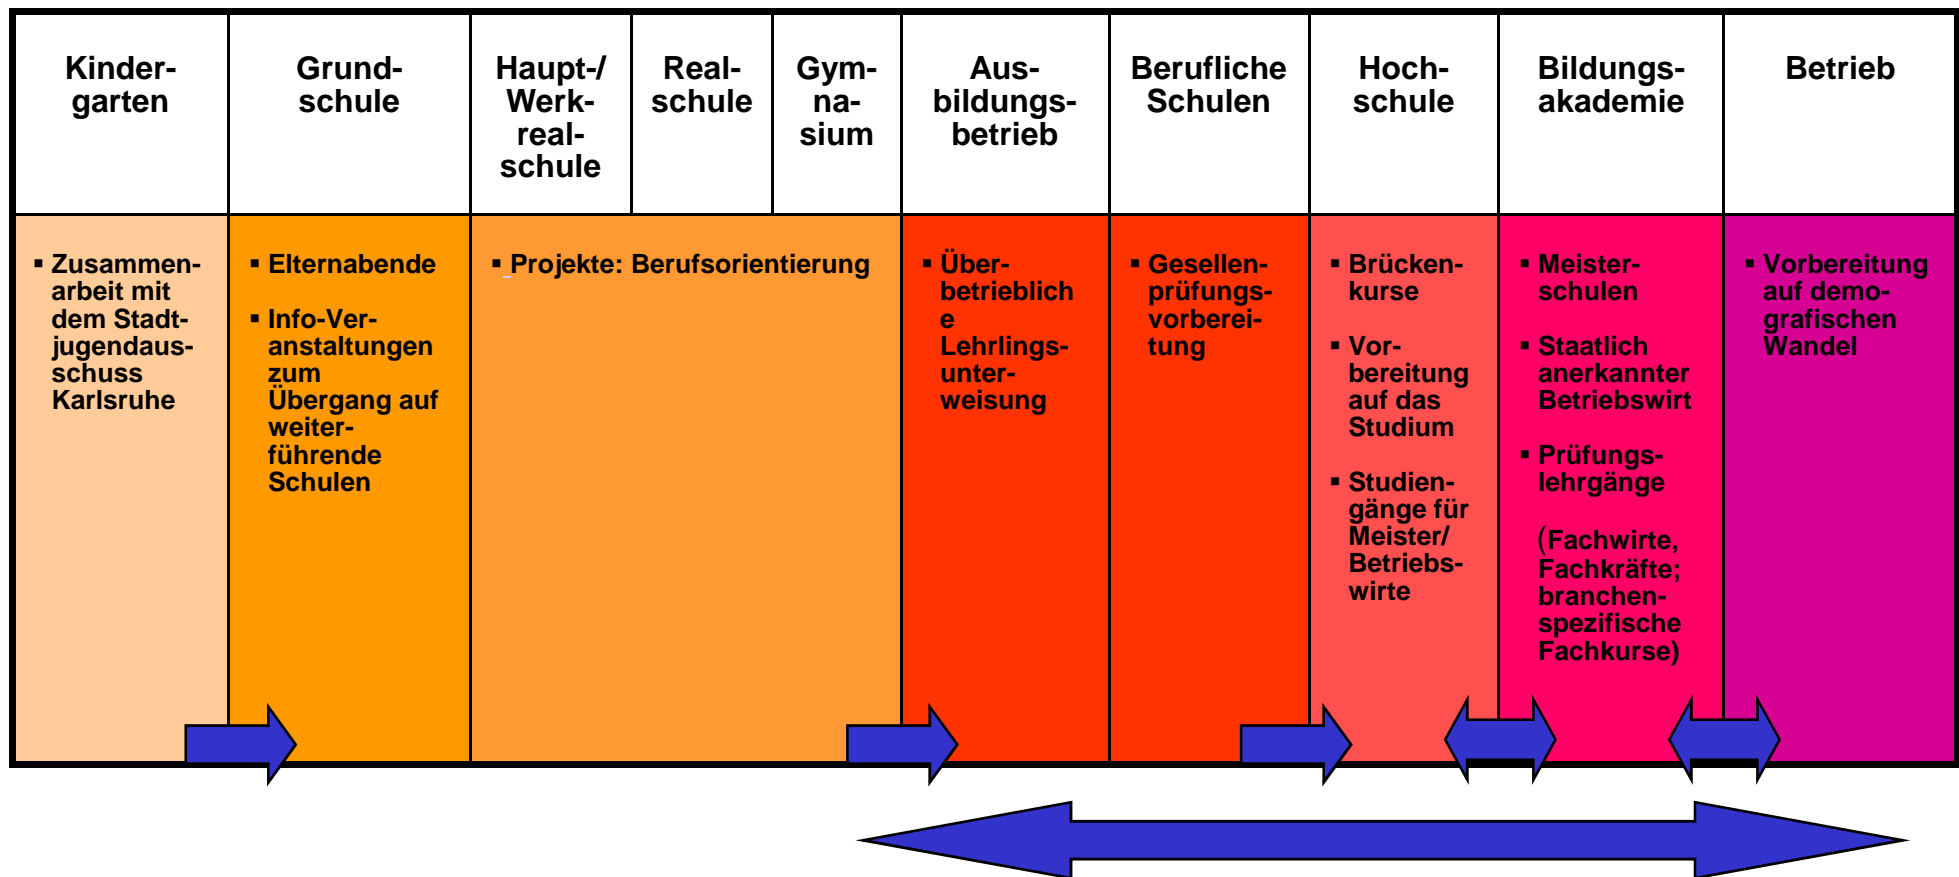 Kinder-
garten
Grund-
schule
Haupt-/
Werk-
real-
schule
Real-
schule
Gym-
na-
sium
Aus-
bildungs-
betrieb
Berufliche
Schulen
Hoch-
schule
Bildungs-
akademie
Betrieb
▪ Zusammen-
arbeit mit
dem Stadt-
jugendaus-
schuss
Karlsruhe
▪ Elternabende
▪ Info-Ver-
anstaltungen
zum
Übergang auf
weiter-
führende
Schulen
▪ Projekte: Berufsorientierung
▪ Über-
betrieblich
e
Lehrlings-
unter-
weisung
▪ Gesellen-
prüfungs-
vorberei-
tung
▪ Brücken-
kurse
▪ Vor-
bereitung
auf das
Studium
▪ Studien-
gänge für
Meister/
Betriebs-
wirte
▪ Meister-
schulen
▪ Staatlich
anerkannter
Betriebswirt
▪ Prüfungs-
lehrgänge
(Fachwirte,
Fachkräfte;
branchen-
spezifische
Fachkurse)
▪ Vorbereitung
auf demo-
grafischen
Wandel